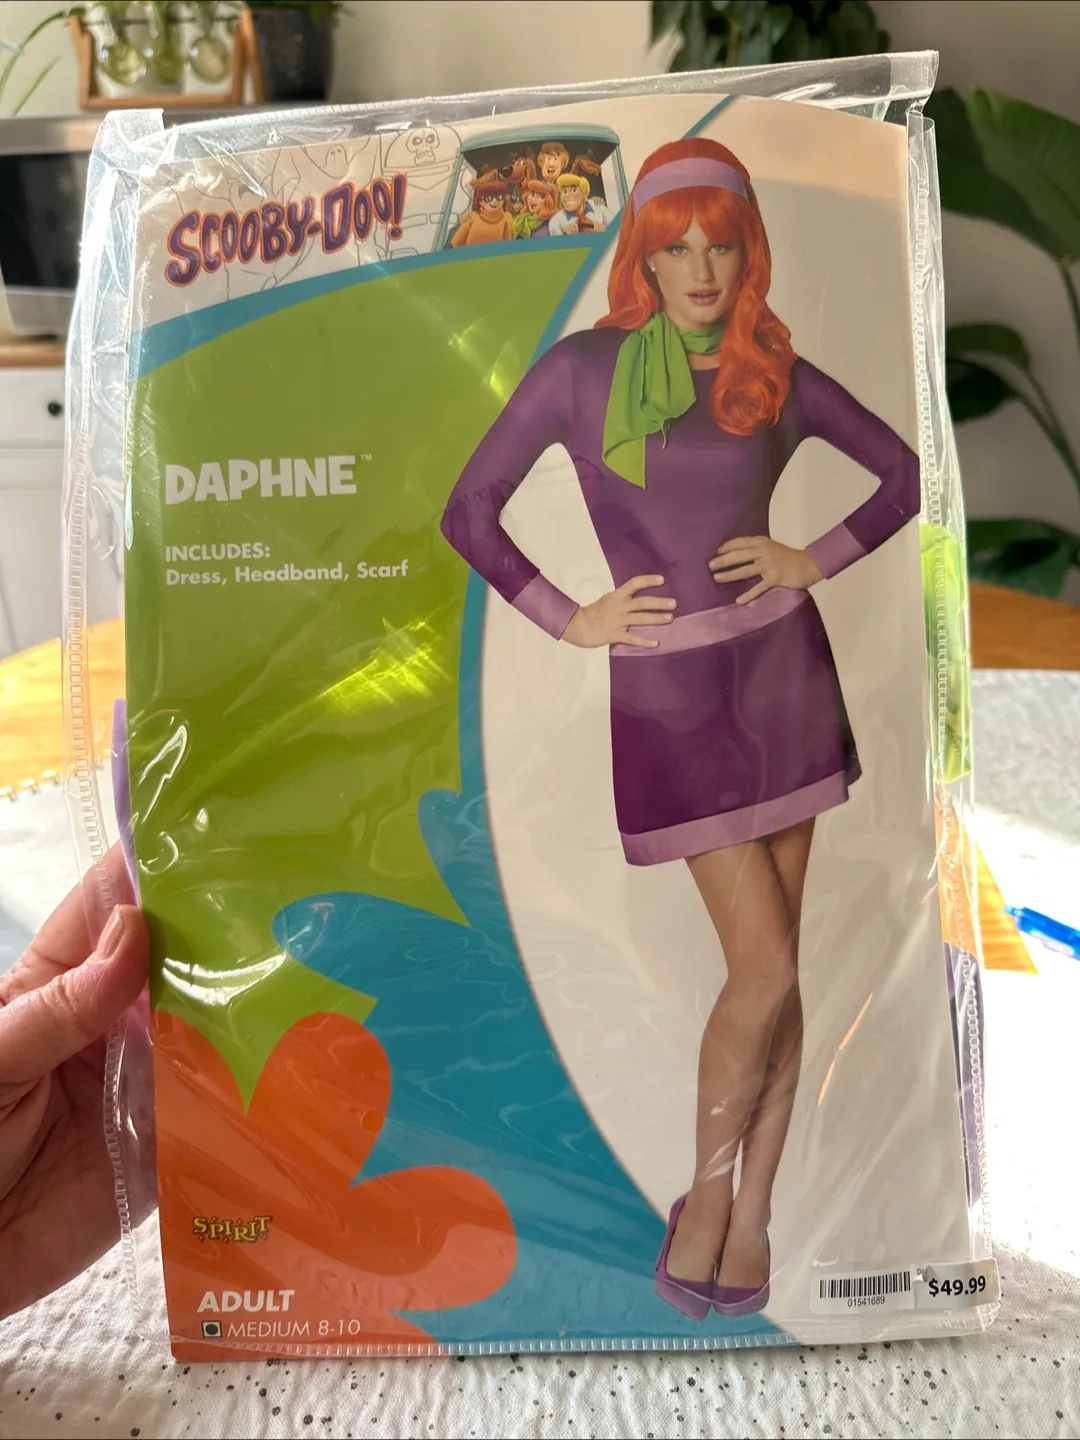 SCOOBY-DOO!
DAPHNE™
INCLUDES:
Dress, Headband, Scarf
SPIRIT
ADULT
MEDIUM 8-10
01541689
$49.99